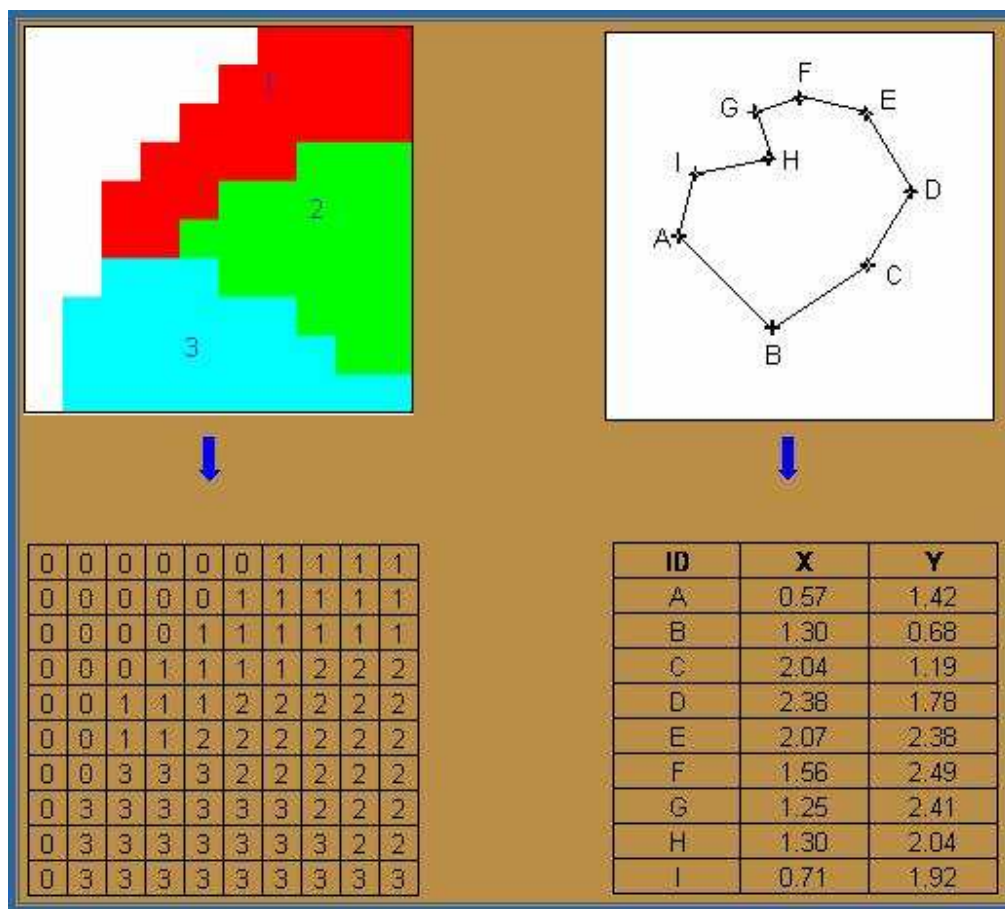 1
2
3
F
G
E
H
I
D
A
C
B
0 0 0 0 0 0 1 1 1 1
0 0 0 0 0 1 1 1 1 1
0 0 0 0 1 1 1 1 1 1
0 0 0 1 1 1 1 2 2 2
0 0 1 1 1 2 2 2 2 2
0 0 1 1 2 2 2 2 2 2
0 0 3 3 3 2 2 2 2 2
0 3 3 3 3 3 3 2 2 2
0 3 3 3 3 3 3 3 2 2
0 3 3 3 3 3 3 3 3 3
ID X Y
A 0.57 1.42
B 1.30 0.68
C 2.04 1.19
D 2.38 1.78
E 2.07 2.38
F 1.56 2.49
G 1.25 2.41
H 1.30 2.04
I 0.71 1.92